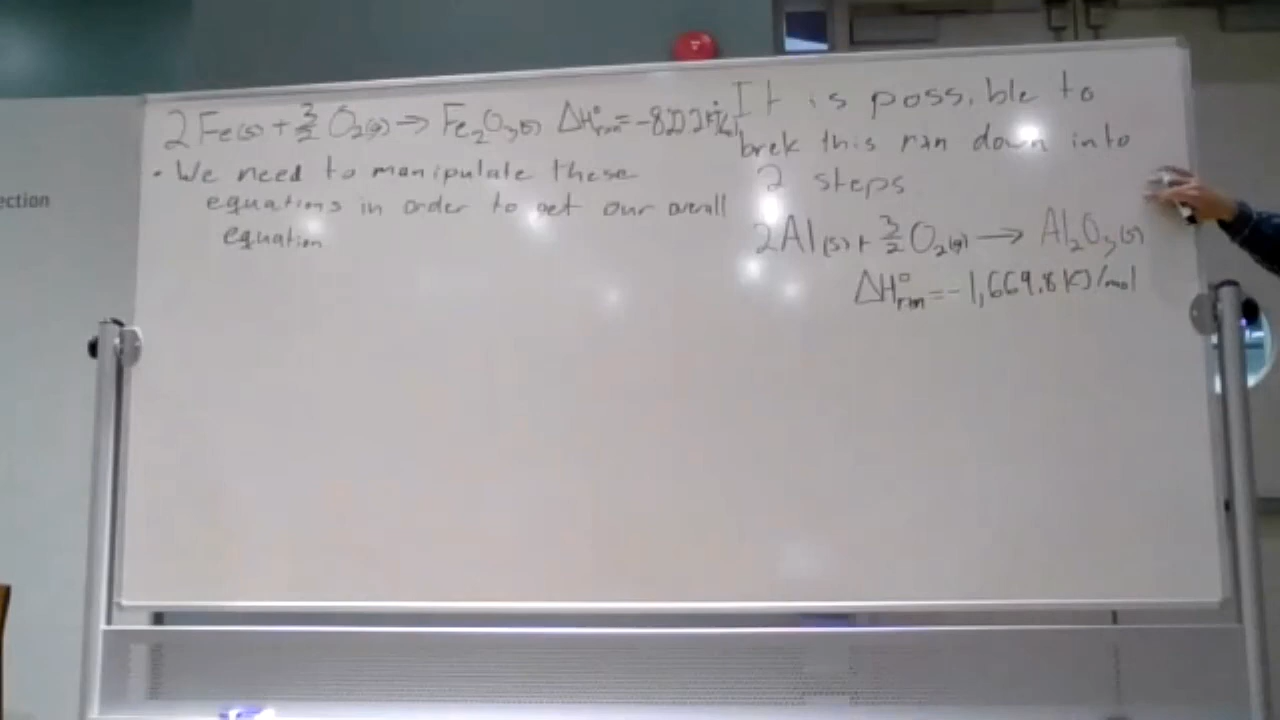 2Fe(s) + 3/2 O2(g) → Fe2O3(s) ΔH°rxn = -822.2 KJ/mol
• We need to manipulate these
equations in order to get our overall
equation
It is possible to
brek this rxn down into
2 steps
2Al(s) + 3/2 O2(g) → Al2O3(s)
ΔH°rxn = -1,669.8 KJ/mol
ection